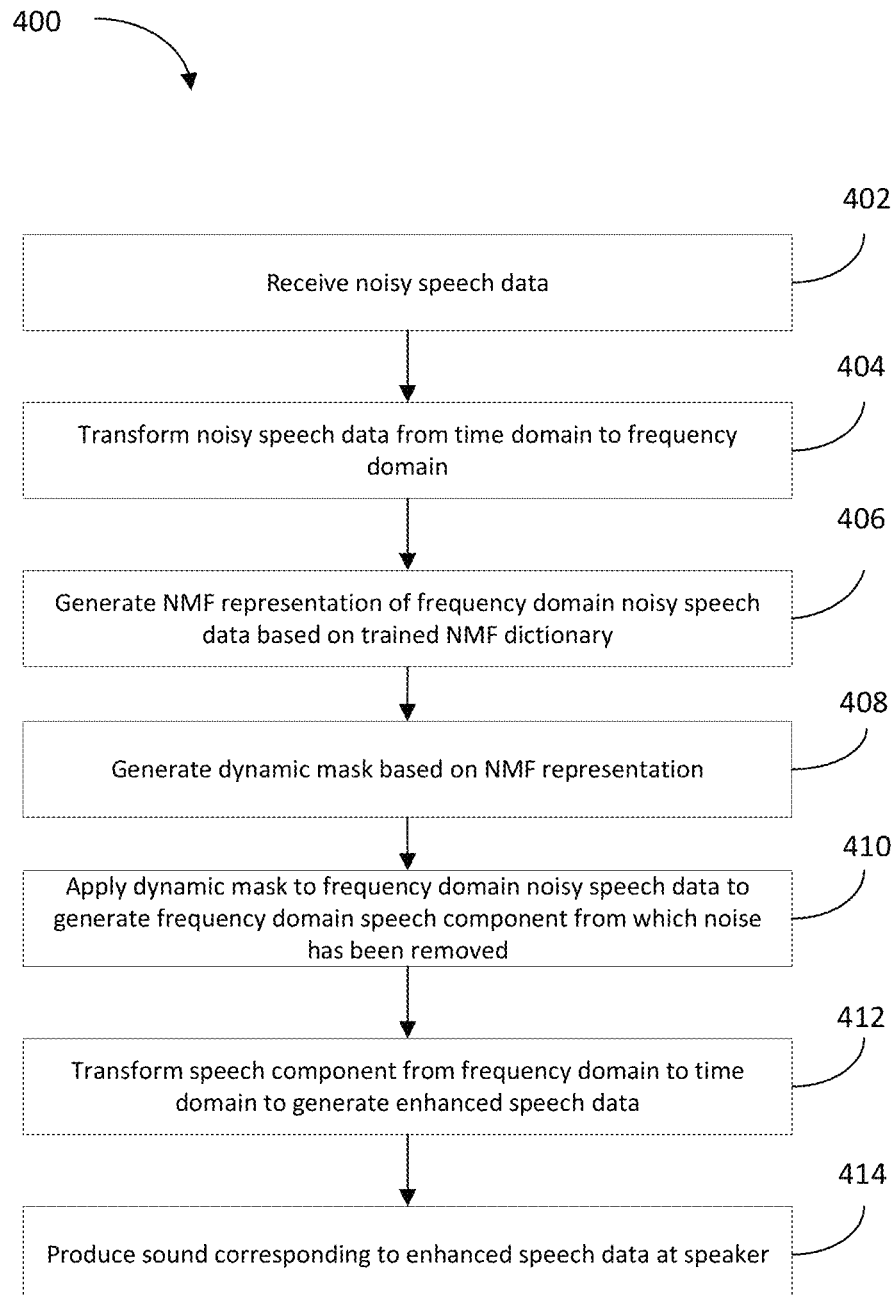 400
402
Receive noisy speech data
404
Transform noisy speech data from time domain to frequency
domain
406
Generate NMF representation of frequency domain noisy speech
data based on trained NMF dictionary
408
Generate dynamic mask based on NMF representation
410
Apply dynamic mask to frequency domain noisy speech data to
generate frequency domain speech component from which noise
has been removed
412
Transform speech component from frequency domain to time
domain to generate enhanced speech data
414
Produce sound corresponding to enhanced speech data at speaker